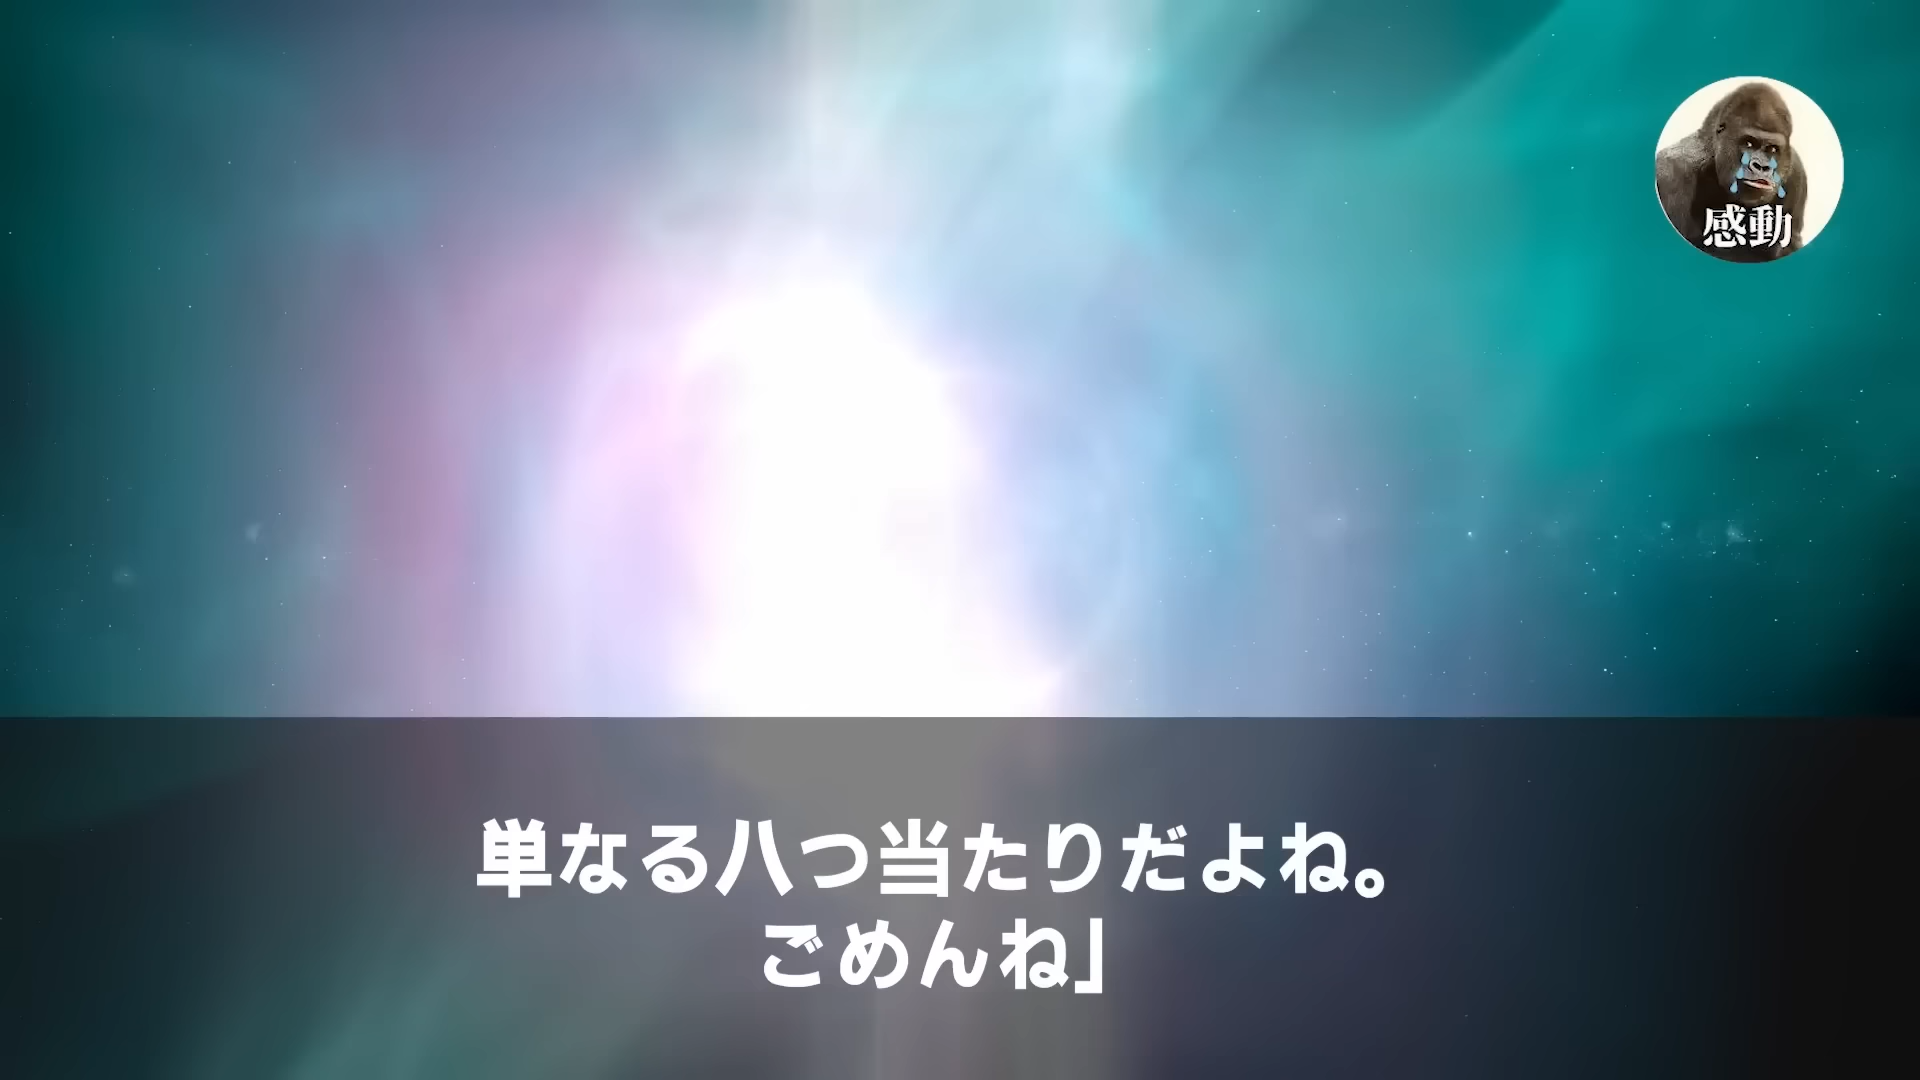 感動
単なる八つ当たりだよね。
ごめんね」